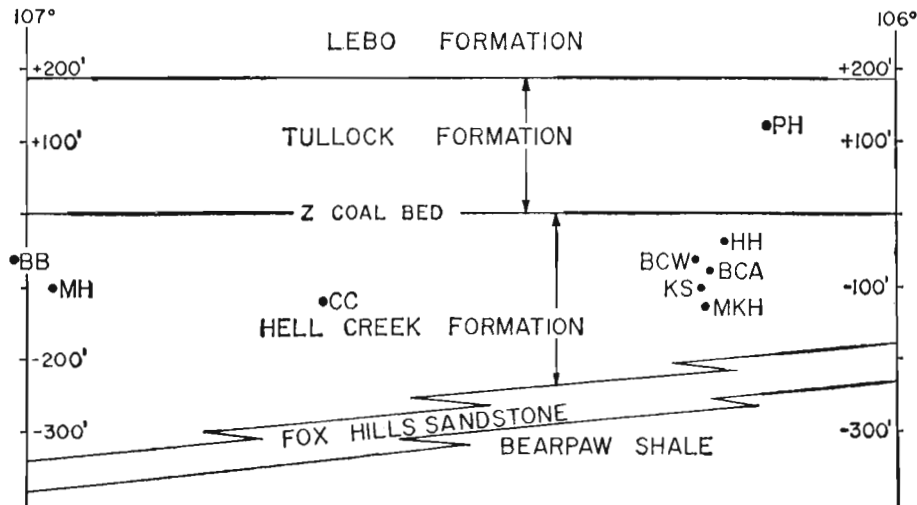 107°
106°
LEBO FORMATION
+200'
+200'
PH
+100'
TULLOCK FORMATION
+100'
Z COAL BED
HH
BB
BCW
BCA
MH
KS
-100'
CC
MKH
HELL CREEK FORMATION
-200'
-300'
FOX HILLS SANDSTONE
-300'
BEARPAW SHALE